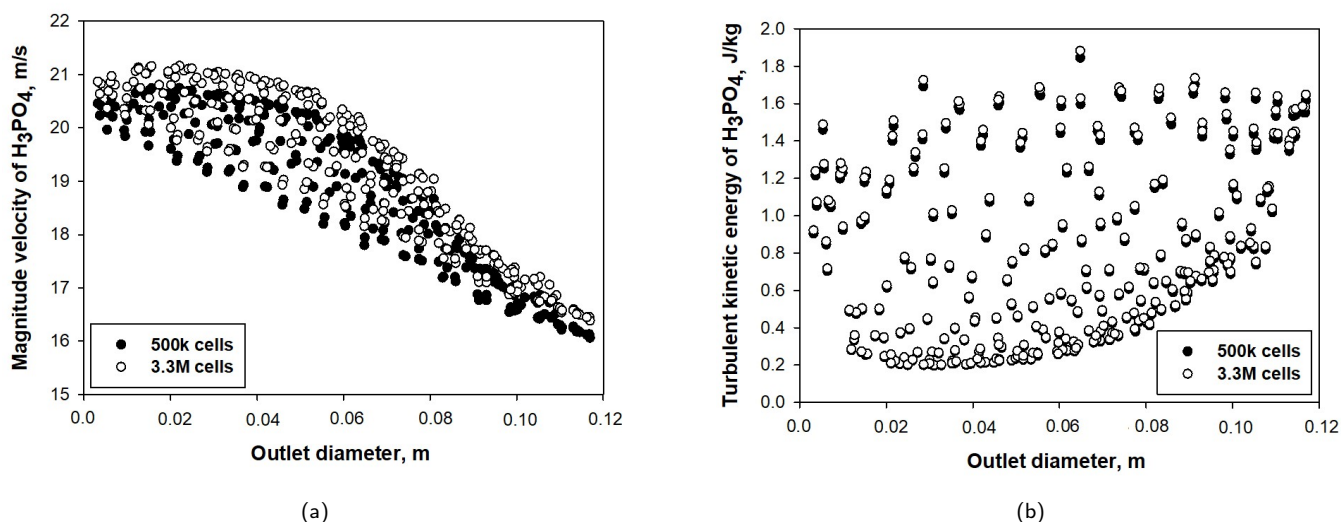 22
21
20
19
18
17
16
15
Magnitude velocity of H₃PO₄, m/s
500k cells
3.3M cells
0.0 0.02 0.04 0.06 0.08 0.10 0.12
Outlet diameter, m
(a)
2.0
1.8
1.6
1.4
1.2
1.0
0.8
0.6
0.4
0.2
0.0
Turbulent kinetic energy of H₃PO₄, J/kg
500k cells
3.3M cells
0.0 0.02 0.04 0.06 0.08 0.10 0.12
Outlet diameter, m
(b)